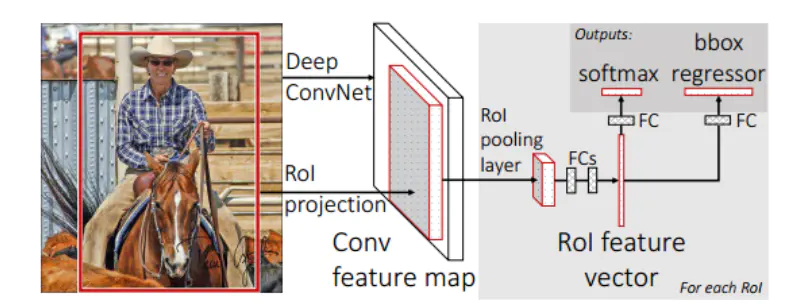 Outputs:
bbox
softmax
regressor
Deep
ConvNet
FC
FC
RoI
pooling
layer
FCs
RoI
projection
Conv
feature map
RoI feature
vector
For each RoI